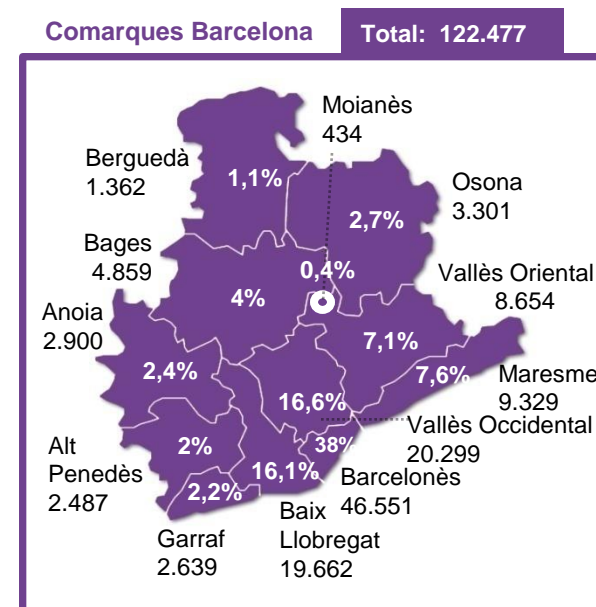 Comarques Barcelona
Total: 122.477
Moianès
434
Berguedà
1.362
1,1%
Osona
3.301
2,7%
Bages
4.859
0,4%
4%
Vallès Oriental
8.654
Anoia
2.900
7,1%
2,4%
7,6%
Maresme
9.329
16,6%
Vallès Occidental
20.299
38%
Alt
Penedès
2.487
2%
16,1%
Barcelonès
46.551
2,2%
Baix
Llobregat
19.662
Garraf
2.639